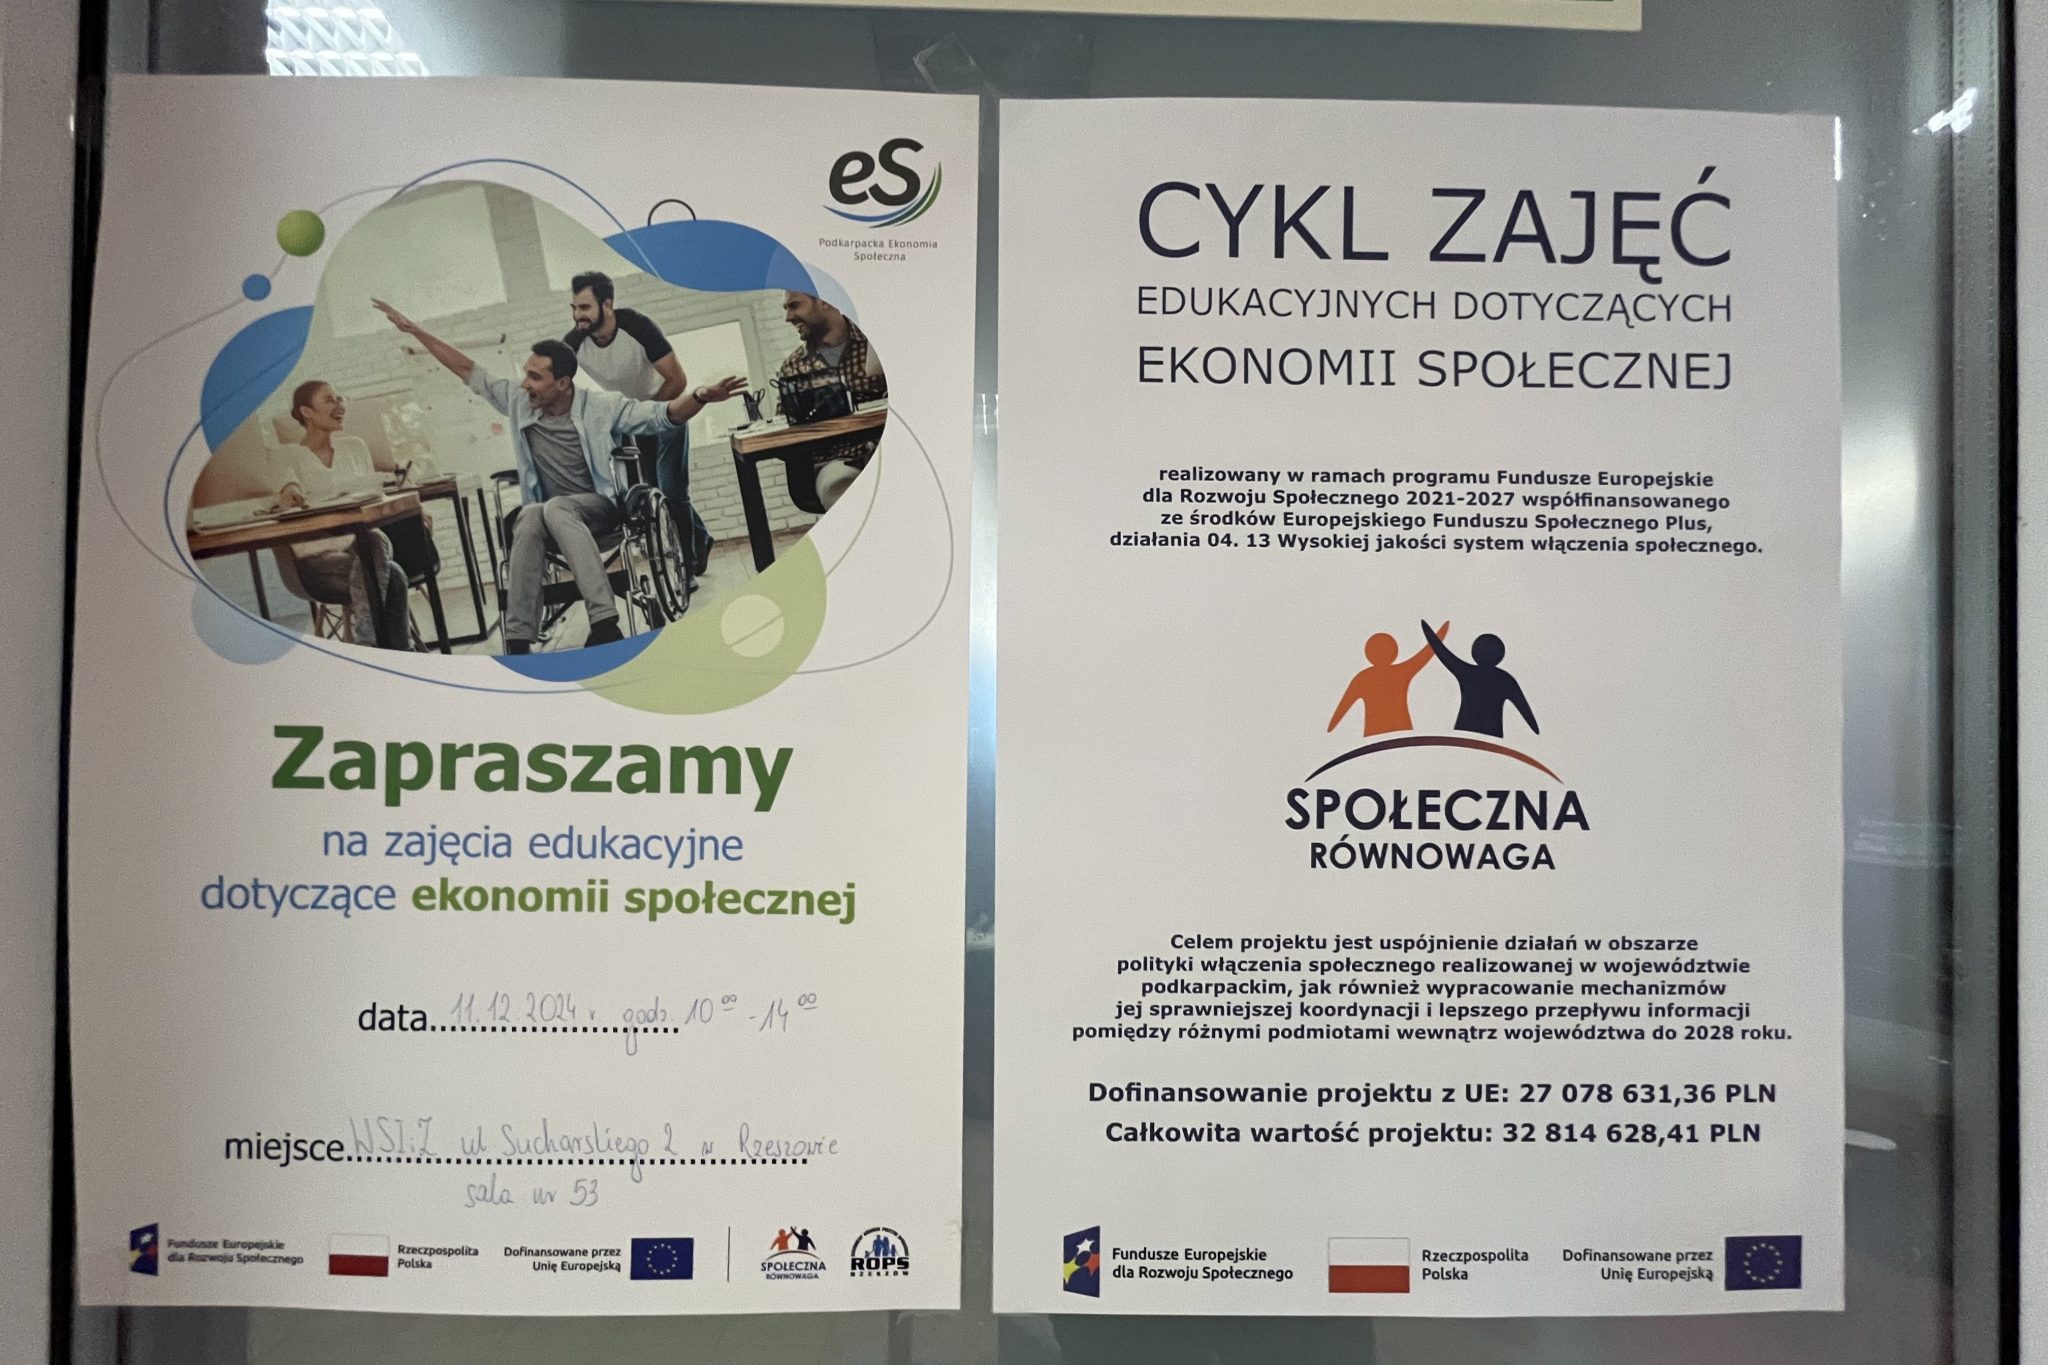 eS
Podkarpacka Ekonomia
Społeczna
Zapraszamy
na zajęcia edukacyjne
dotyczące ekonomii społecznej
data 11.12.2024 r. godz. 10⁰⁰ - 14⁰⁰
miejsce WSIiZ ul. Sucharskiego 2 w Rzeszowie
sala nr 53
Fundusze Europejskie
dla Rozwoju Społecznego
Rzeczpospolita
Polska
Dofinansowane przez
Unię Europejską
SPOŁECZNA
RÓWNOWAGA
ROPS
RZESZÓW
CYKL ZAJĘĆ
EDUKACYJNYCH DOTYCZĄCYCH
EKONOMII SPOŁECZNEJ
realizowany w ramach programu Fundusze Europejskie
dla Rozwoju Społecznego 2021-2027 współfinansowanego
ze środków Europejskiego Funduszu Społecznego Plus,
działania 04. 13 Wysokiej jakości system włączenia społecznego.
SPOŁECZNA
RÓWNOWAGA
Celem projektu jest uspójnienie działań w obszarze
polityki włączenia społecznego realizowanej w województwie
podkarpackim, jak również wypracowanie mechanizmów
jej sprawniejszej koordynacji i lepszego przepływu informacji
pomiędzy różnymi podmiotami wewnątrz województwa do 2028 roku.
Dofinansowanie projektu z UE: 27 078 631,36 PLN
Całkowita wartość projektu: 32 814 628,41 PLN
Fundusze Europejskie
dla Rozwoju Społecznego
Rzeczpospolita
Polska
Dofinansowane przez
Unię Europejską